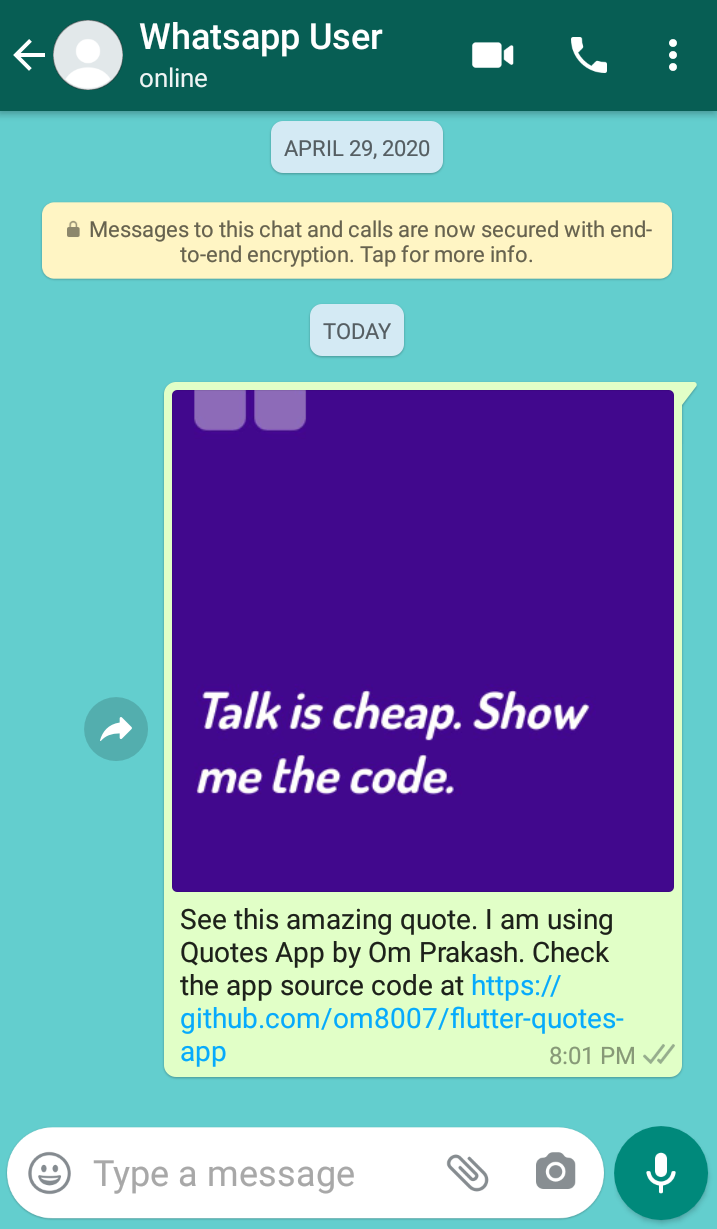 Whatsapp User
online
APRIL 29, 2020
Messages to this chat and calls are now secured with end-
to-end encryption. Tap for more info.
TODAY
Talk is cheap. Show
me the code.
See this amazing quote. I am using
Quotes App by Om Prakash. Check
the app source code at https://
github.com/om8007/flutter-quotes-
app
8:01 PM
Type a message